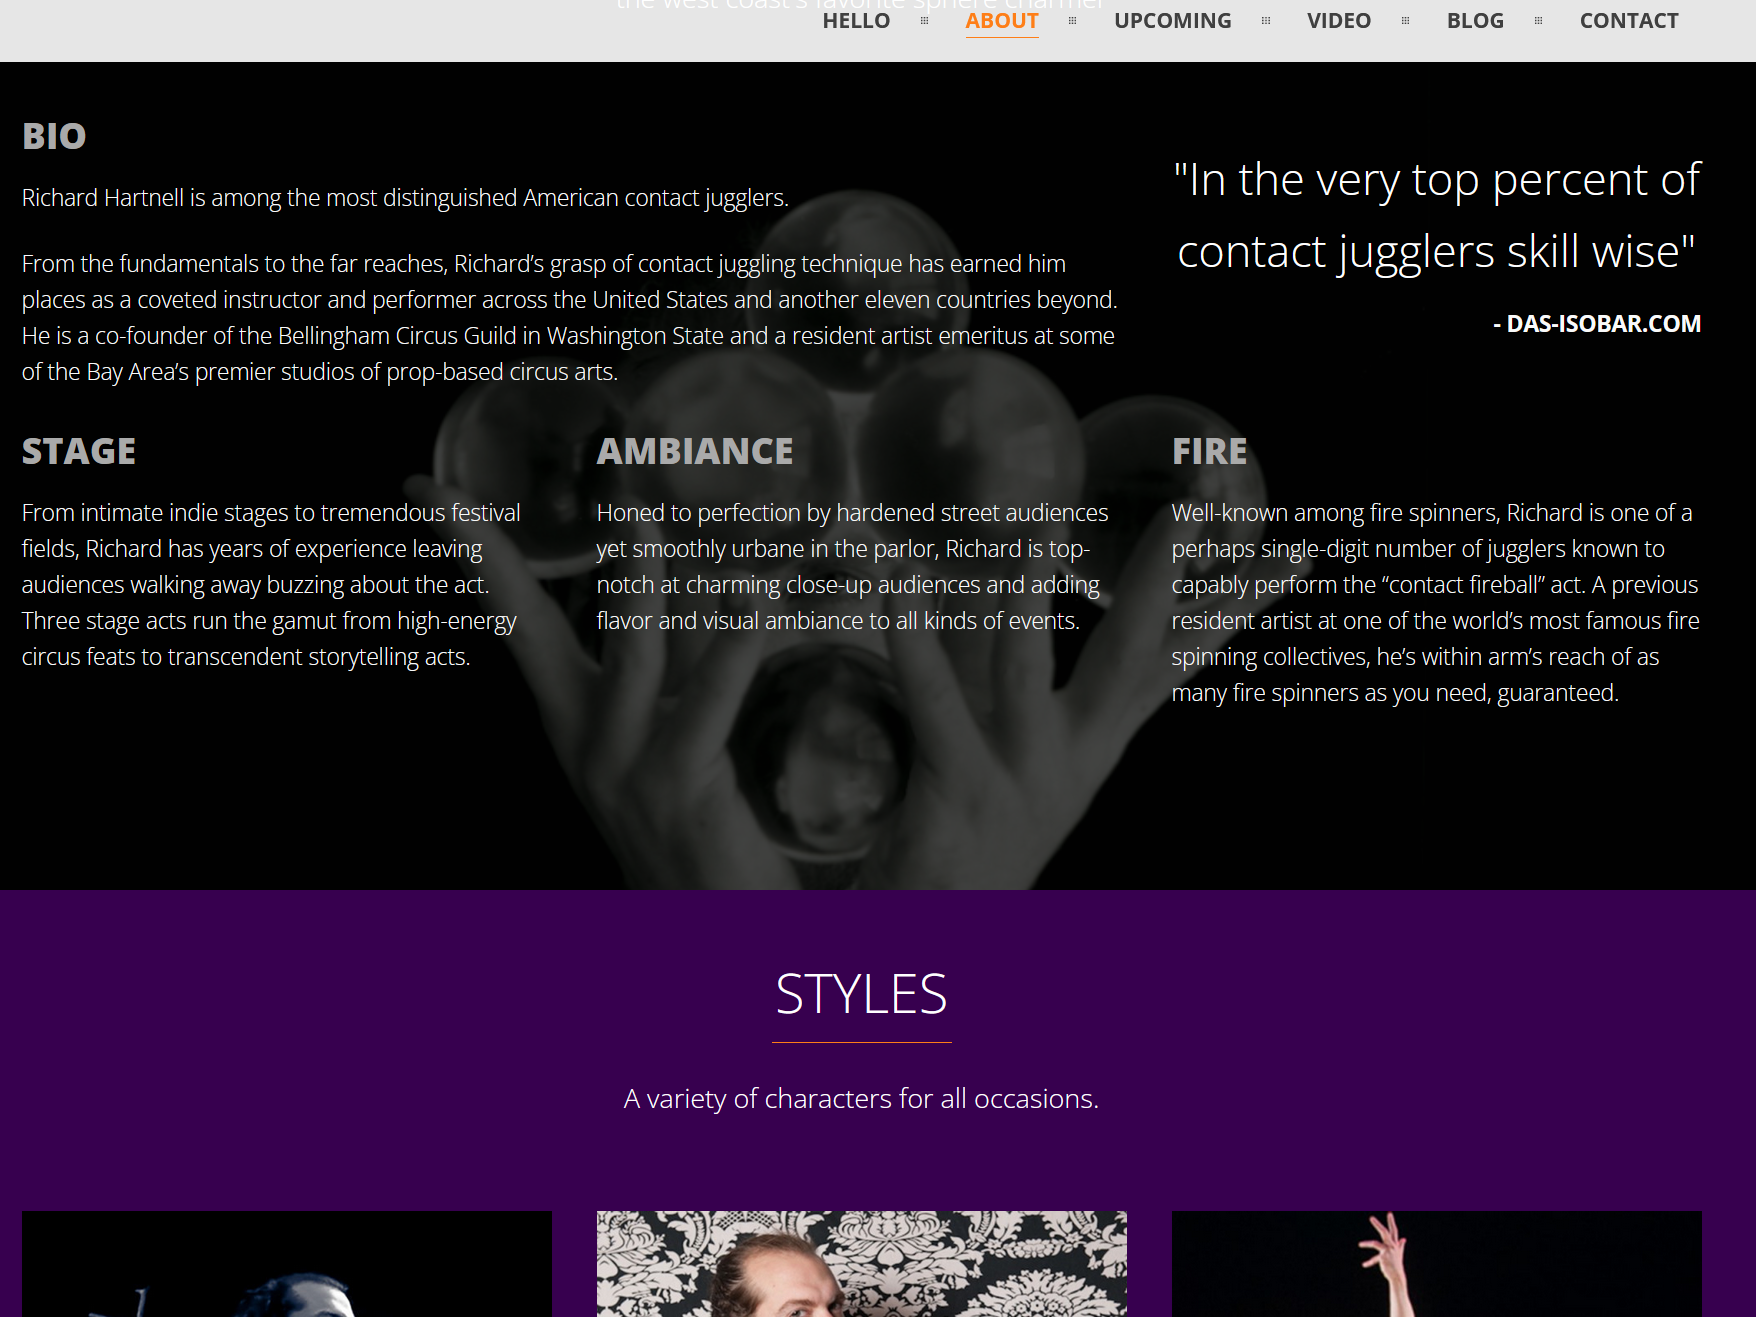 the west coast's favorite sphere charmer
HELLO ABOUT UPCOMING VIDEO BLOG CONTACT
BIO
Richard Hartnell is among the most distinguished American contact jugglers.
From the fundamentals to the far reaches, Richard’s grasp of contact juggling technique has earned him
places as a coveted instructor and performer across the United States and another eleven countries beyond.
He is a co-founder of the Bellingham Circus Guild in Washington State and a resident artist emeritus at some
of the Bay Area’s premier studios of prop-based circus arts.
"In the very top percent of
contact jugglers skill wise"
- DAS-ISOBAR.COM
STAGE
From intimate indie stages to tremendous festival
fields, Richard has years of experience leaving
audiences walking away buzzing about the act.
Three stage acts run the gamut from high-energy
circus feats to transcendent storytelling acts.
AMBIANCE
Honed to perfection by hardened street audiences
yet smoothly urbane in the parlor, Richard is top-
notch at charming close-up audiences and adding
flavor and visual ambiance to all kinds of events.
FIRE
Well-known among fire spinners, Richard is one of a
perhaps single-digit number of jugglers known to
capably perform the “contact fireball” act. A previous
resident artist at one of the world’s most famous fire
spinning collectives, he’s within arm’s reach of as
many fire spinners as you need, guaranteed.
STYLES
A variety of characters for all occasions.